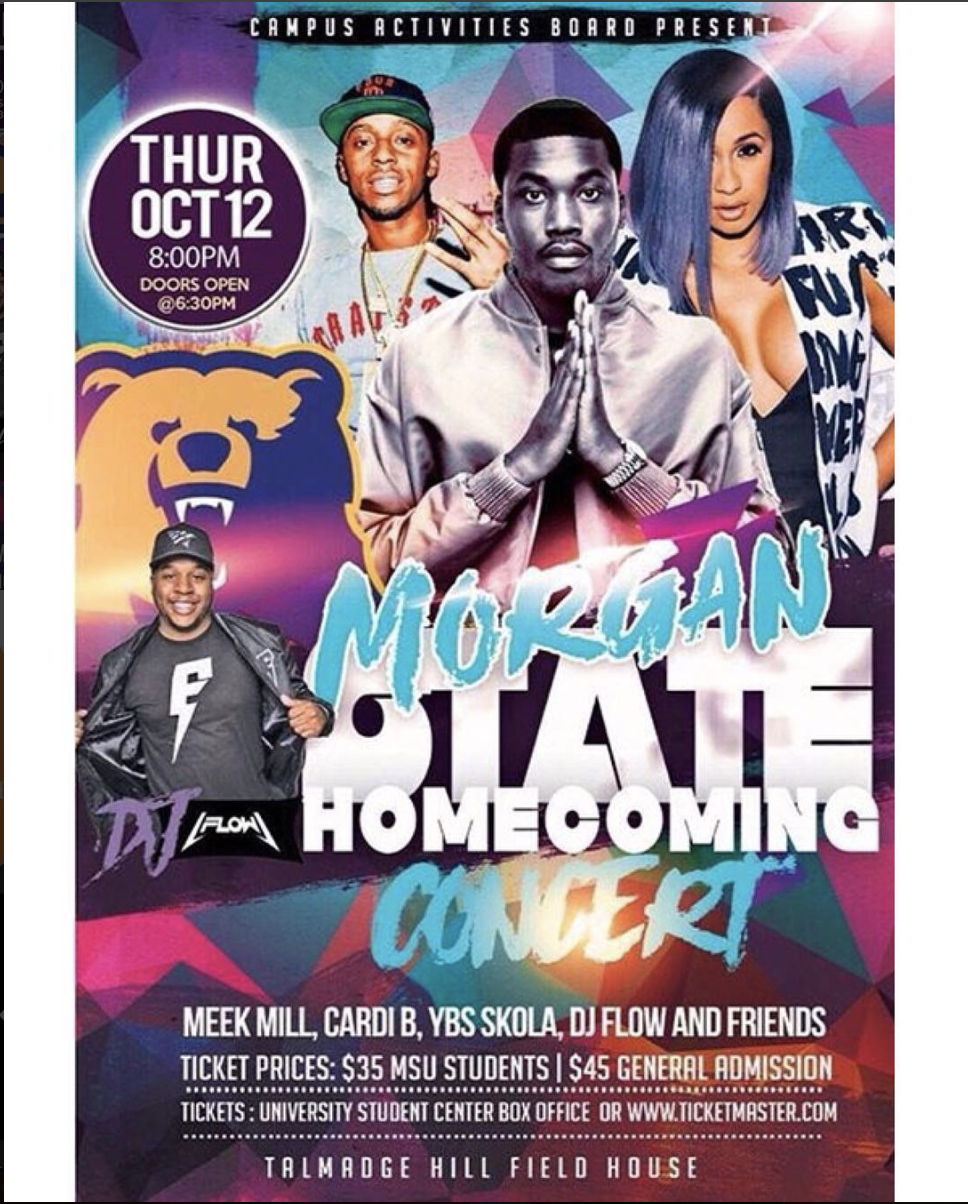 CAMPUS ACTIVITIES BOARD PRESENT
THUR
OCT 12
8:00PM
DOORS OPEN
@6:30PM
MORGAN
STATE
HOMECOMING
CONCERT
DJ FLOW
MEEK MILL, CARDI B, YBS SKOLA, DJ FLOW AND FRIENDS
TICKET PRICES: $35 MSU STUDENTS | $45 GENERAL ADMISSION
TICKETS : UNIVERSITY STUDENT CENTER BOX OFFICE OR WWW.TICKETMASTER.COM
TALMADGE HILL FIELD HOUSE